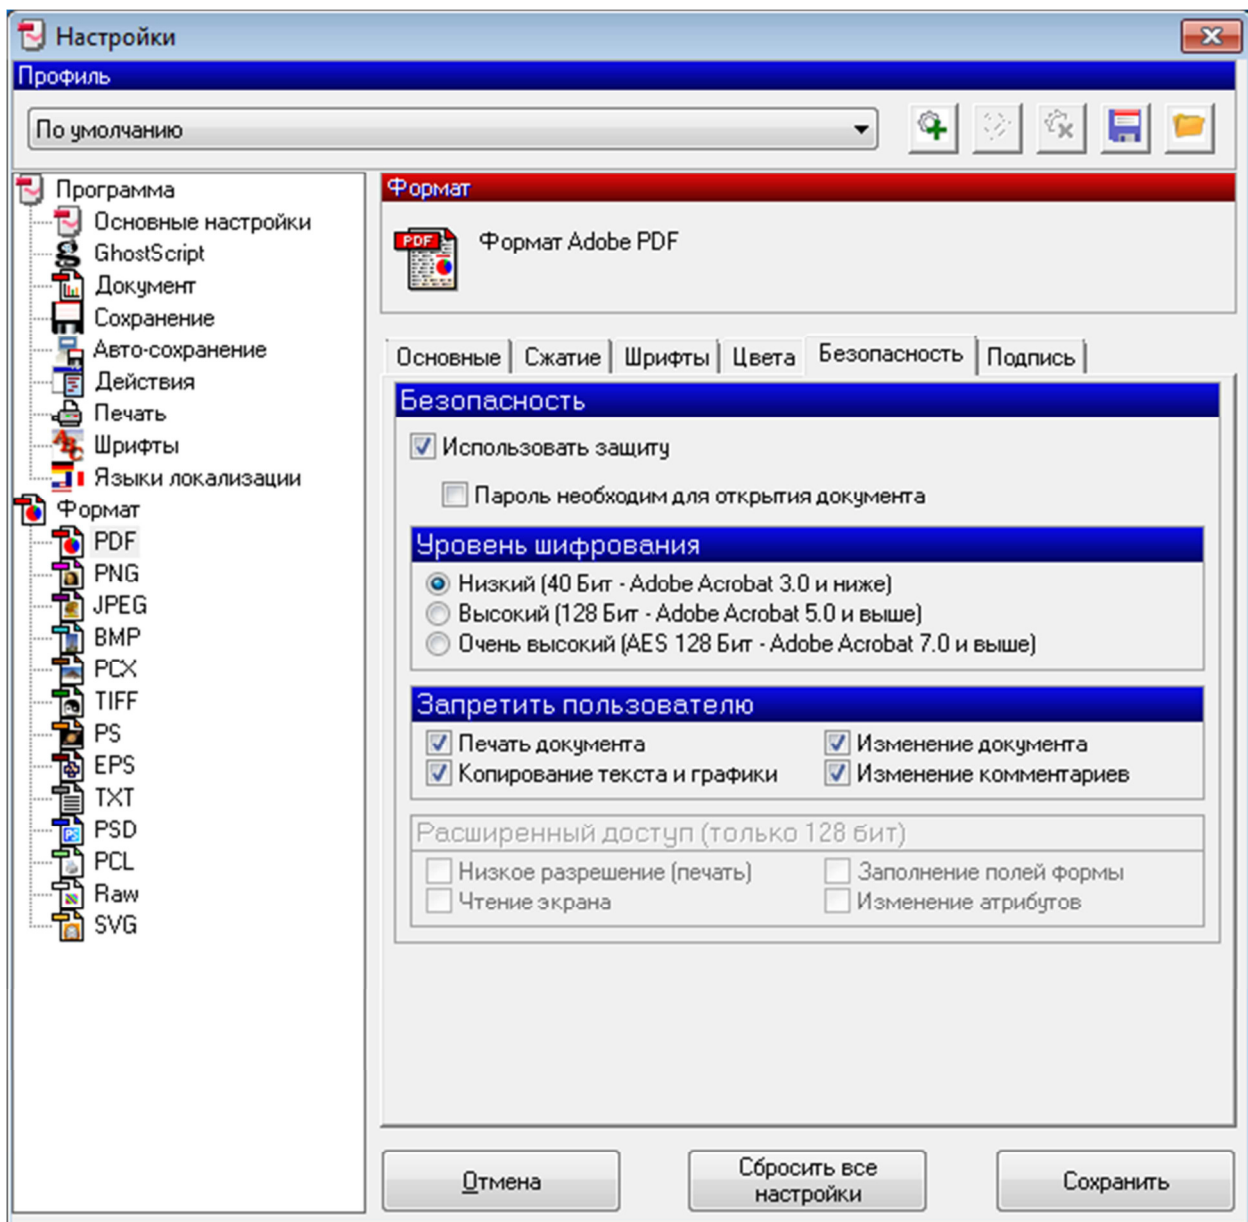 Настройки
Профиль
По умолчанию
Программа
Основные настройки
GhostScript
Документ
Сохранение
Авто-сохранение
Действия
Печать
Шрифты
Языки локализации
Формат
PDF
PNG
JPEG
BMP
PCX
TIFF
PS
EPS
TXT
PSD
PCL
Raw
SVG
Формат
PDF
Формат Adobe PDF
Основные Сжатие Шрифты Цвета Безопасность Подпись
Безопасность
Использовать защиту
Пароль необходим для открытия документа
Уровень шифрования
Низкий (40 Бит - Adobe Acrobat 3.0 и ниже)
Высокий (128 Бит - Adobe Acrobat 5.0 и выше)
Очень высокий (AES 128 Бит - Adobe Acrobat 7.0 и выше)
Запретить пользователю
Печать документа Изменение документа
Копирование текста и графики Изменение комментариев
Расширенный доступ (только 128 бит)
Низкое разрешение (печать) Заполнение полей формы
Чтение экрана Изменение атрибутов
Отмена
Сбросить все
настройки
Сохранить